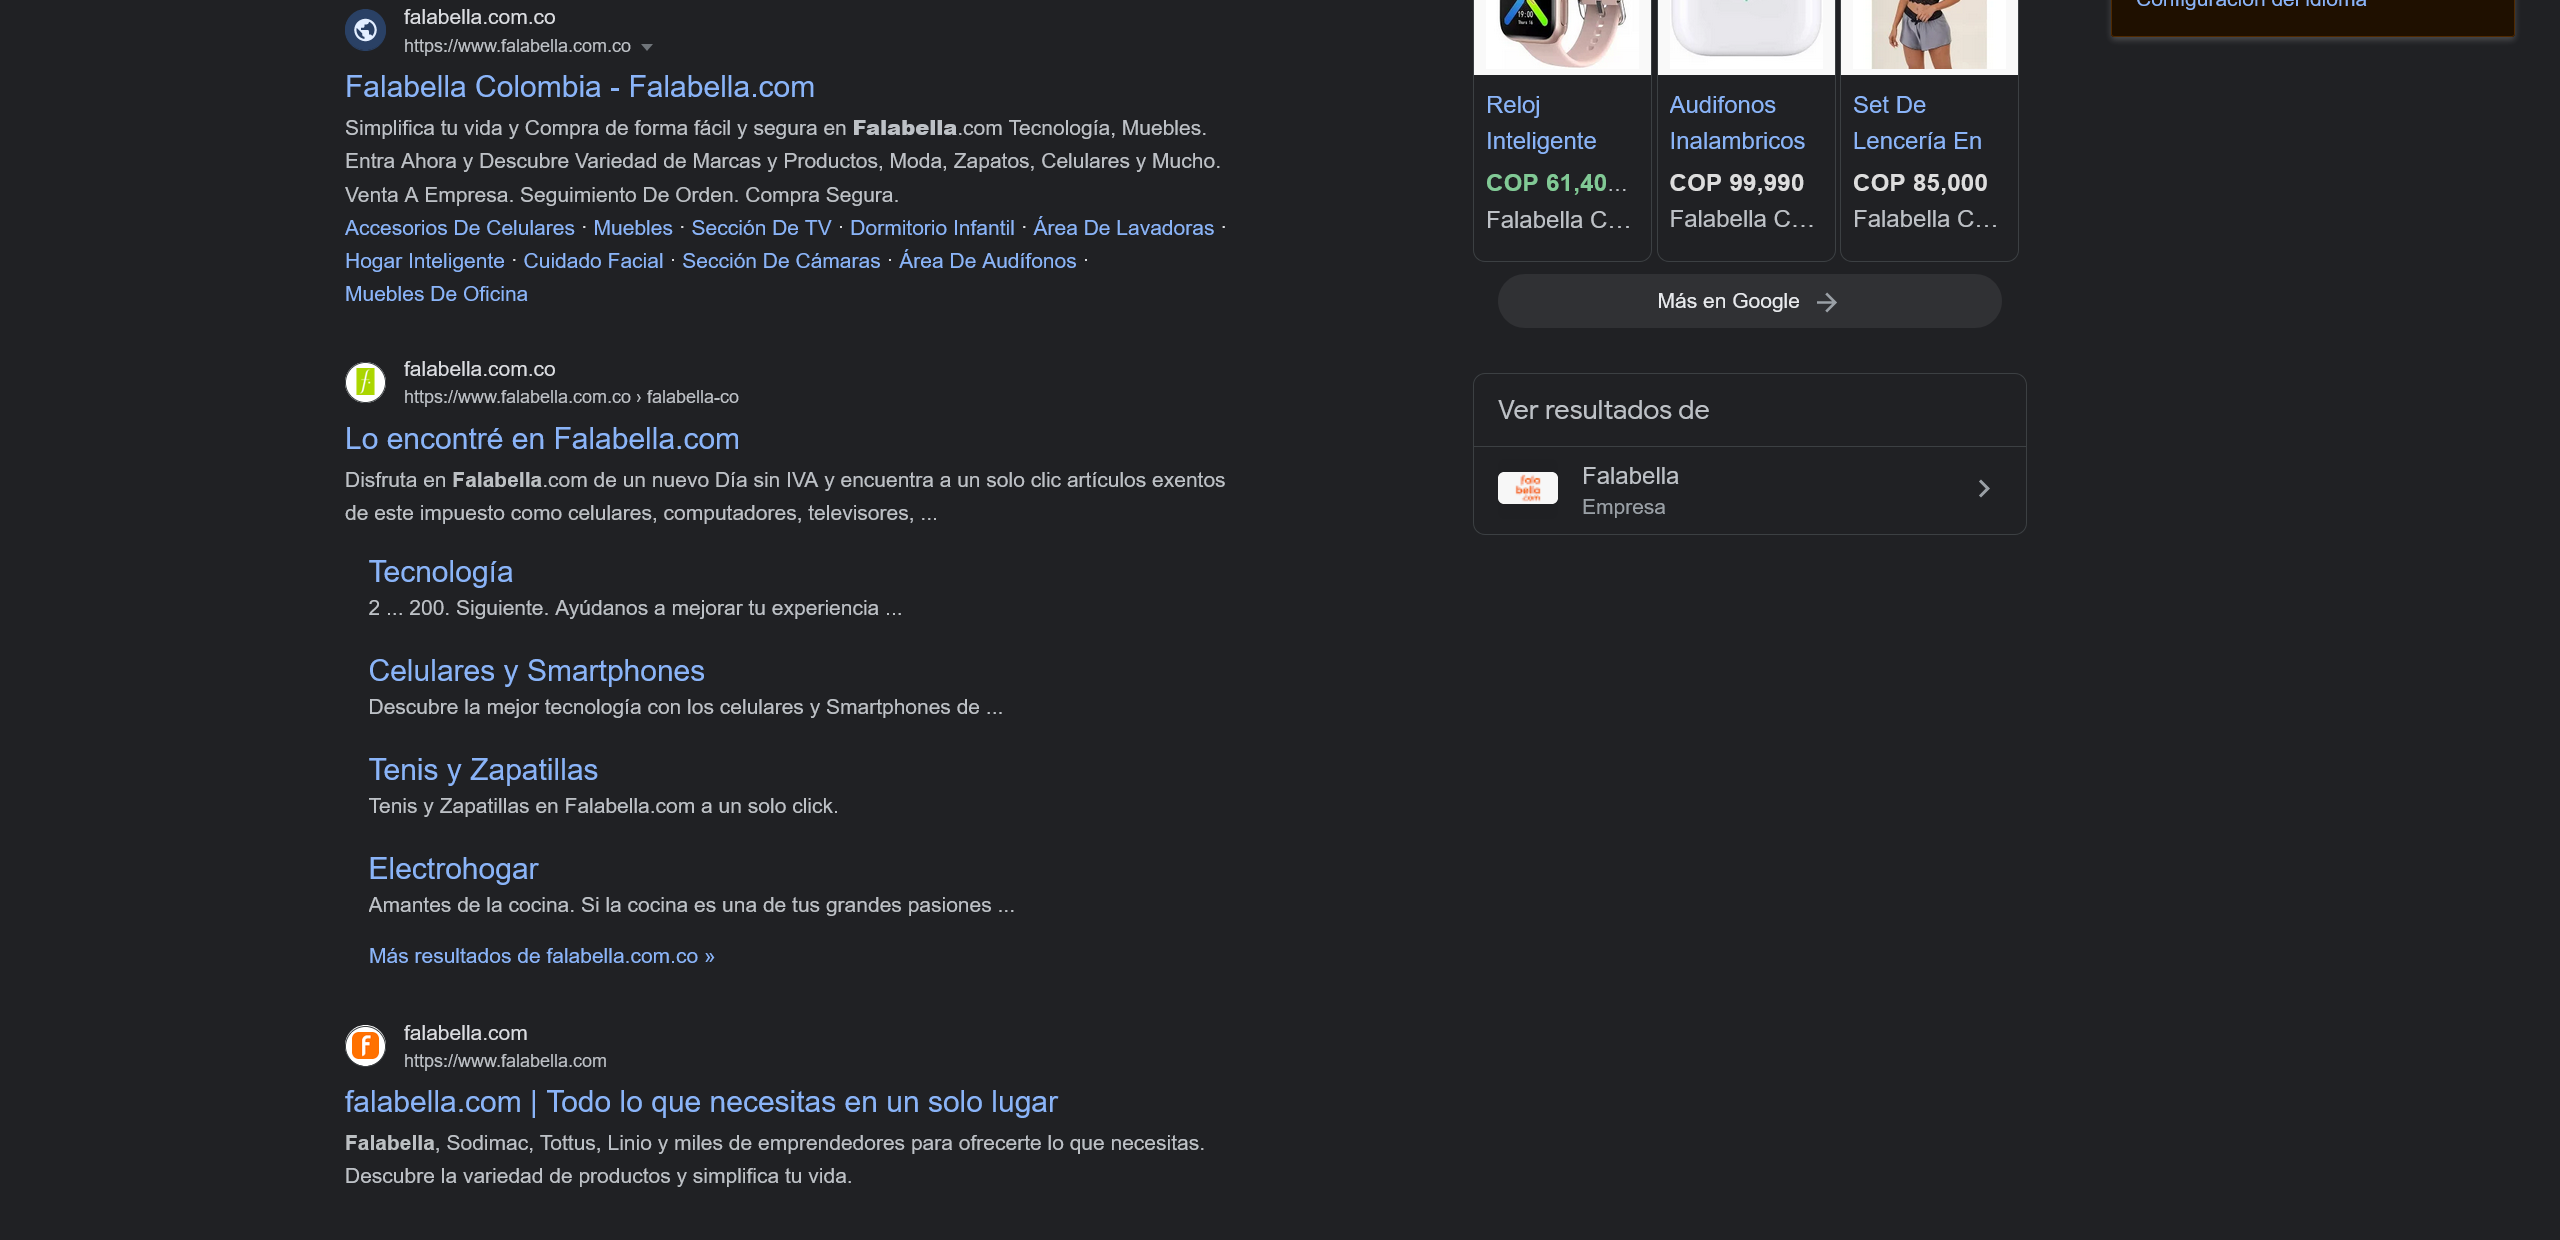 falabella.com.co
https://www.falabella.com.co
Falabella Colombia - Falabella.com
Simplifica tu vida y Compra de forma fácil y segura en Falabella.com Tecnología, Muebles.
Entra Ahora y Descubre Variedad de Marcas y Productos, Moda, Zapatos, Celulares y Mucho.
Venta A Empresa. Seguimiento De Orden. Compra Segura.
Accesorios De Celulares · Muebles · Sección De TV · Dormitorio Infantil · Área De Lavadoras ·
Hogar Inteligente · Cuidado Facial · Sección De Cámaras · Área De Audífonos ·
Muebles De Oficina
falabella.com.co
https://www.falabella.com.co › falabella-co
Lo encontré en Falabella.com
Disfruta en Falabella.com de un nuevo Día sin IVA y encuentra a un solo clic artículos exentos
de este impuesto como celulares, computadores, televisores, ...
Tecnología
2 ... 200. Siguiente. Ayúdanos a mejorar tu experiencia ...
Celulares y Smartphones
Descubre la mejor tecnología con los celulares y Smartphones de ...
Tenis y Zapatillas
Tenis y Zapatillas en Falabella.com a un solo click.
Electrohogar
Amantes de la cocina. Si la cocina es una de tus grandes pasiones ...
Más resultados de falabella.com.co »
falabella.com
https://www.falabella.com
falabella.com | Todo lo que necesitas en un solo lugar
Falabella, Sodimac, Tottus, Linio y miles de emprendedores para ofrecerte lo que necesitas.
Descubre la variedad de productos y simplifica tu vida.
19:00
Reloj
Inteligente
COP 61,40...
Falabella C...
Audifonos
Inalambricos
COP 99,990
Falabella C...
Set De
Lencería En
COP 85,000
Falabella C...
Más en Google
Ver resultados de
fala
bella
.com
Falabella
Empresa
Configuración del idioma